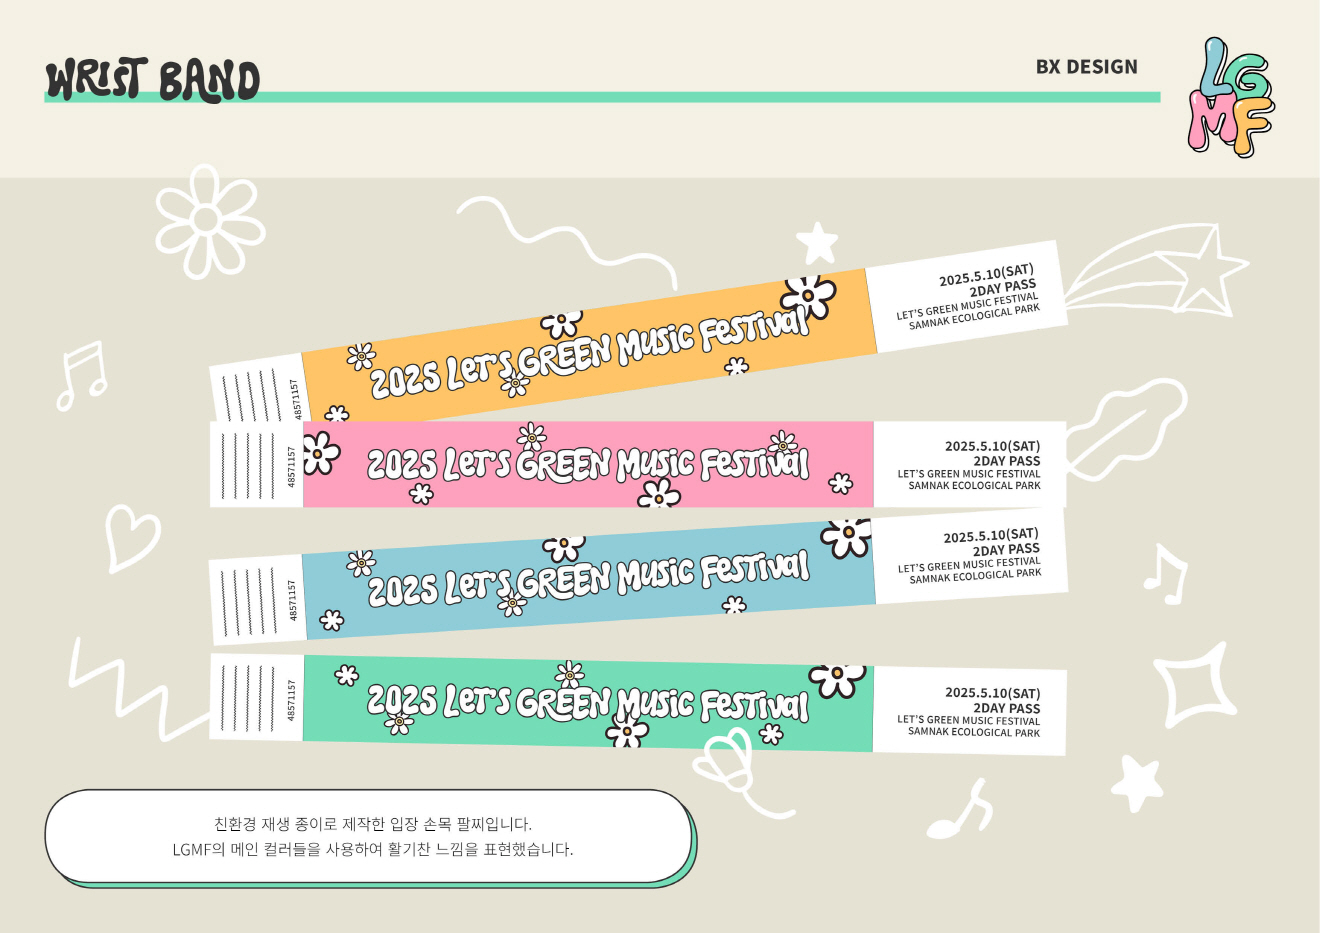 WRIST BAND
BX DESIGN
LG
MF
2025.5.10(SAT)
2DAY PASS
LET'S GREEN MUSIC FESTIVAL
SAMNAK ECOLOGICAL PARK
2025 Let's GREEN Music Festival
48571157
2025.5.10(SAT)
2DAY PASS
LET'S GREEN MUSIC FESTIVAL
SAMNAK ECOLOGICAL PARK
2025 Let's GREEN Music Festival
48571157
2025.5.10(SAT)
2DAY PASS
LET'S GREEN MUSIC FESTIVAL
SAMNAK ECOLOGICAL PARK
2025 Let's GREEN Music Festival
48571157
2025.5.10(SAT)
2DAY PASS
LET'S GREEN MUSIC FESTIVAL
SAMNAK ECOLOGICAL PARK
2025 Let's GREEN Music Festival
48571157
친환경 재생 종이로 제작한 입장 손목 팔찌입니다.
LGMF의 메인 컬러들을 사용하여 활기찬 느낌을 표현했습니다.